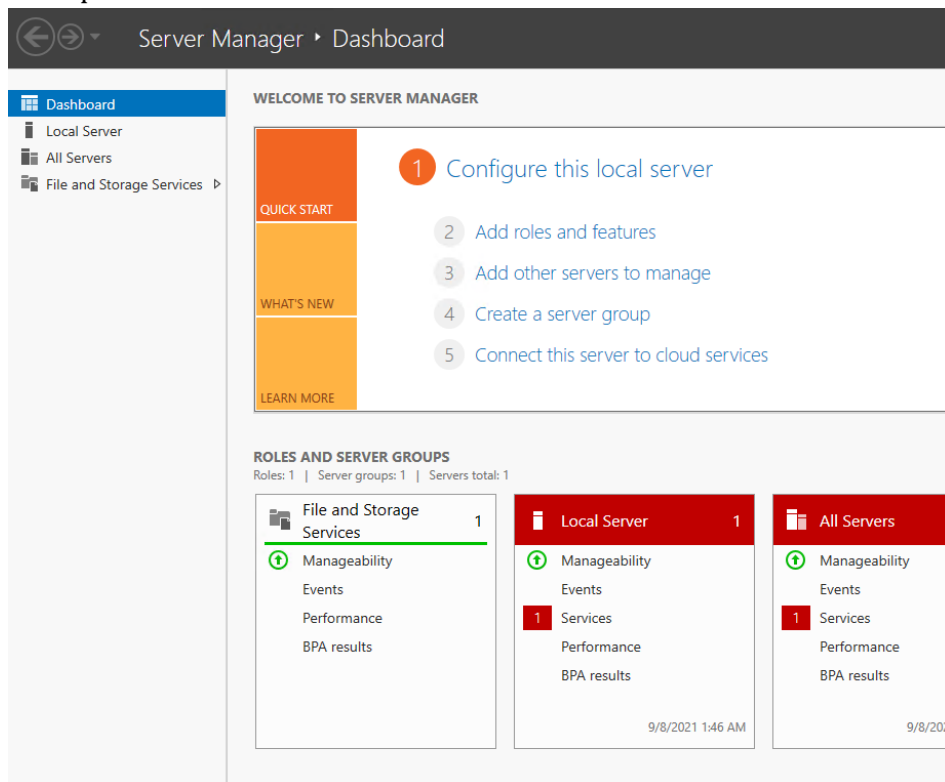 Server Manager ‣ Dashboard
Dashboard
Local Server
All Servers
File and Storage Services
WELCOME TO SERVER MANAGER
QUICK START
WHAT'S NEW
LEARN MORE
1 Configure this local server
2 Add roles and features
3 Add other servers to manage
4 Create a server group
5 Connect this server to cloud services
ROLES AND SERVER GROUPS
Roles: 1 | Server groups: 1 | Servers total: 1
File and Storage
Services 1
Manageability
Events
Performance
BPA results
Local Server 1
Manageability
Events
1 Services
Performance
BPA results
9/8/2021 1:46 AM
All Servers
Manageability
Events
1 Services
Performance
BPA results